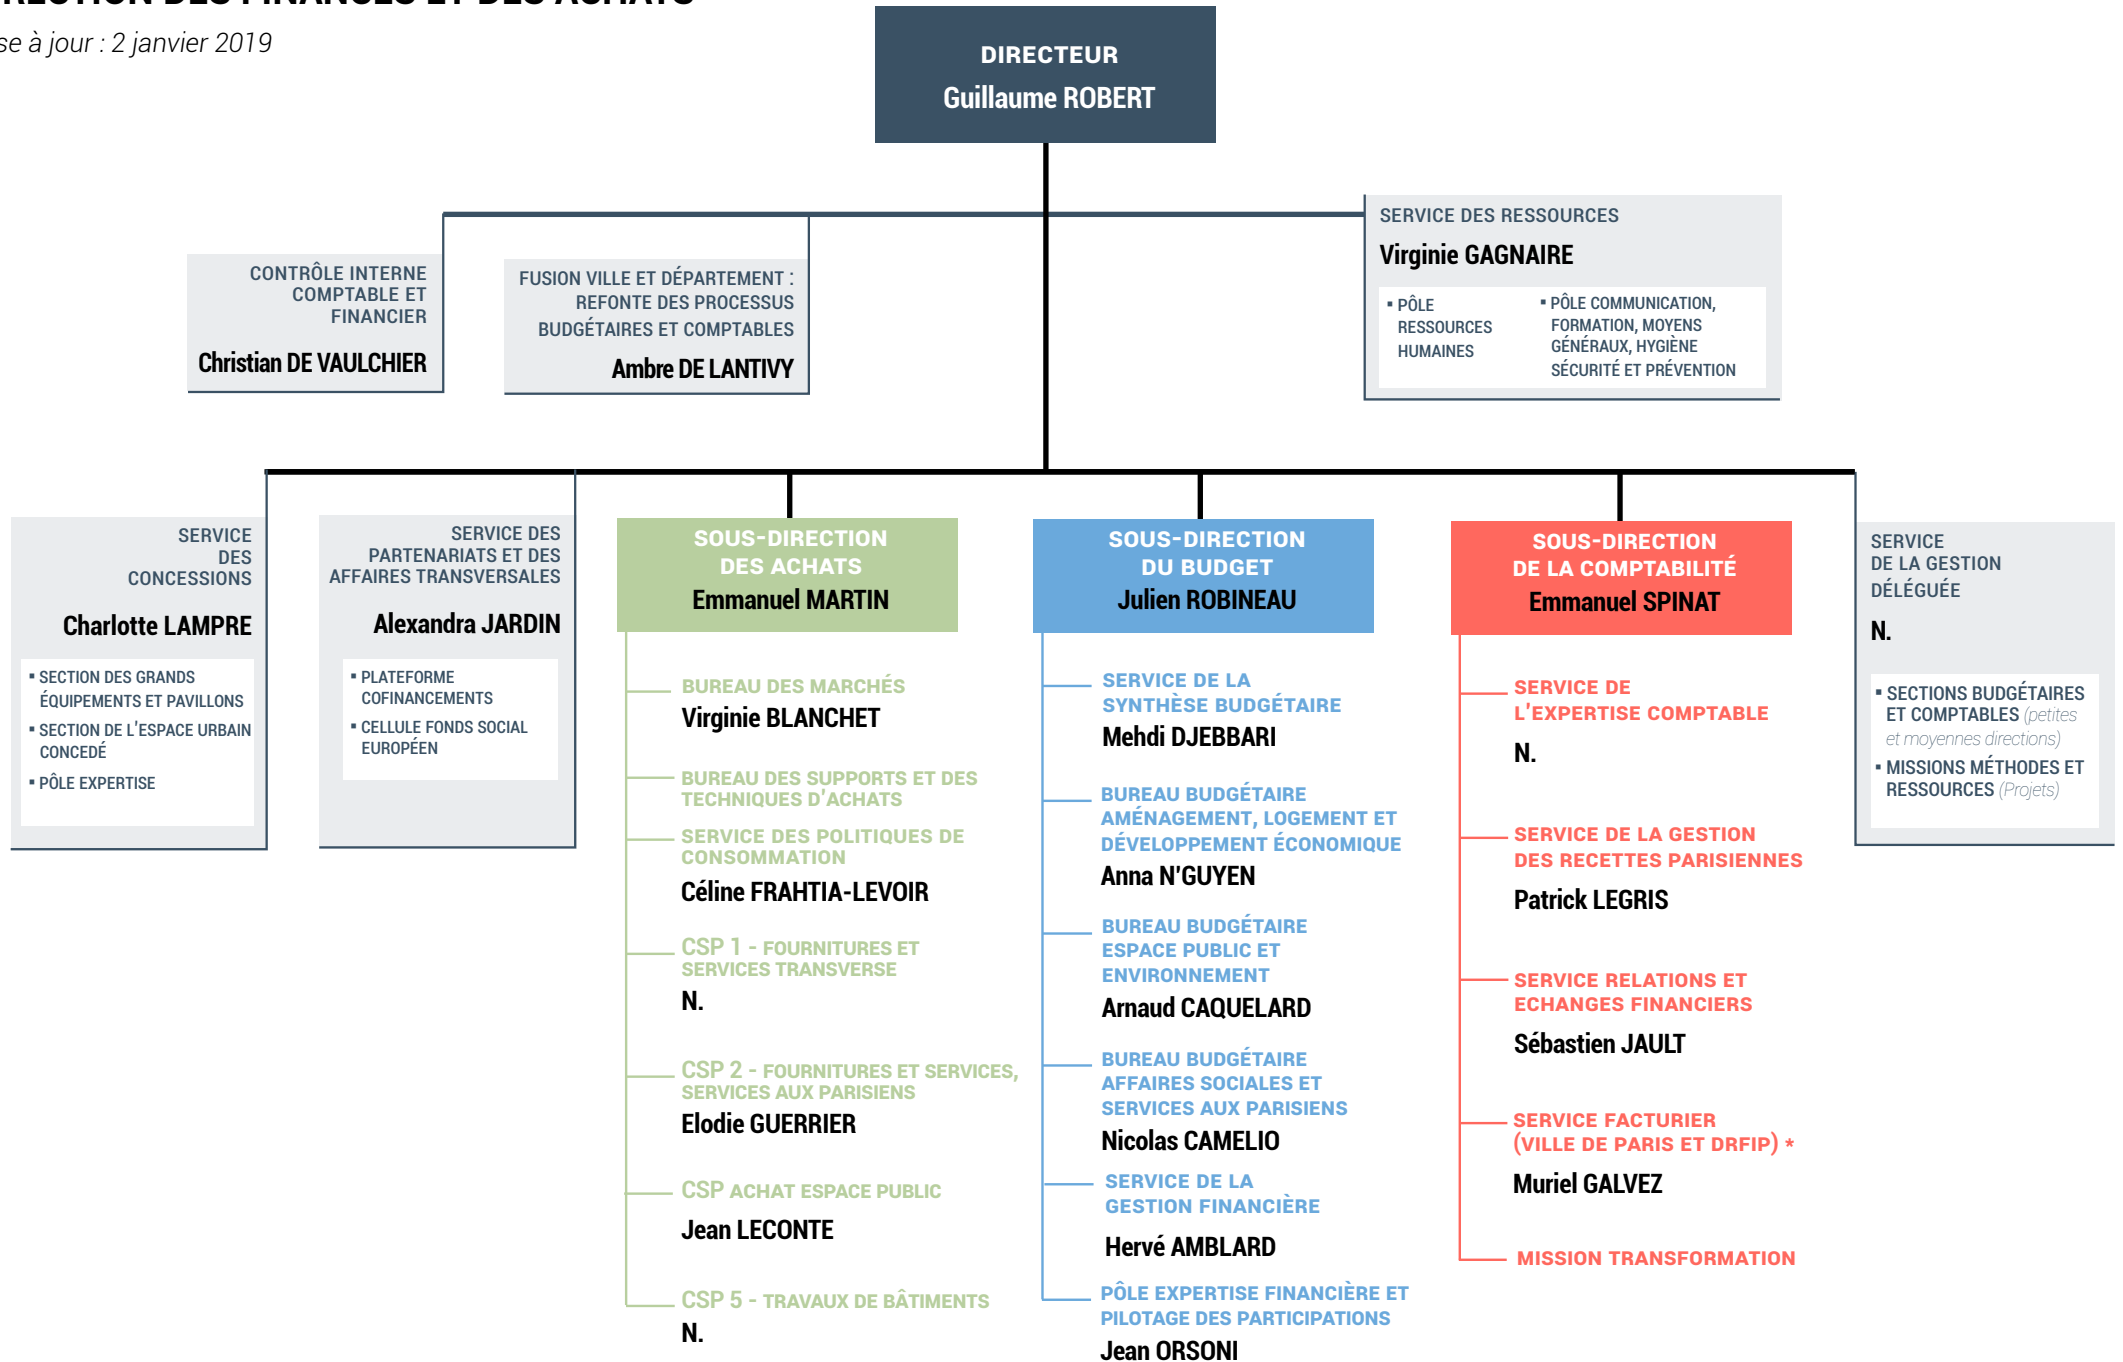 DIRECTION DES FINANCES ET DES ACHATS
se à jour : 2 janvier 2019
DIRECTEUR
Guillaume ROBERT
CONTRÔLE INTERNE
COMPTABLE ET
FINANCIER
Christian DE VAULCHIER
FUSION VILLE ET DÉPARTEMENT :
REFONTE DES PROCESSUS
BUDGÉTAIRES ET COMPTABLES
Ambre DE LANTIVY
SERVICE DES RESSOURCES
Virginie GAGNAIRE
▪ PÔLE
RESSOURCES
HUMAINES
▪ PÔLE COMMUNICATION,
FORMATION, MOYENS
GÉNÉRAUX, HYGIÈNE
SÉCURITÉ ET PRÉVENTION
SERVICE
DES
CONCESSIONS
Charlotte LAMPRE
▪ SECTION DES GRANDS
ÉQUIPEMENTS ET PAVILLONS
▪ SECTION DE L'ESPACE URBAIN
CONCEDÉ
▪ PÔLE EXPERTISE
SERVICE DES
PARTENARIATS ET DES
AFFAIRES TRANSVERSALES
Alexandra JARDIN
▪ PLATEFORME
COFINANCEMENTS
▪ CELLULE FONDS SOCIAL
EUROPÉEN
SOUS-DIRECTION
DES ACHATS
Emmanuel MARTIN
BUREAU DES MARCHÉS
Virginie BLANCHET
BUREAU DES SUPPORTS ET DES
TECHNIQUES D'ACHATS
SERVICE DES POLITIQUES DE
CONSOMMATION
Céline FRAHTIA-LEVOIR
CSP 1 - FOURNITURES ET
SERVICES TRANSVERSE
N.
CSP 2 - FOURNITURES ET SERVICES,
SERVICES AUX PARISIENS
Elodie GUERRIER
CSP ACHAT ESPACE PUBLIC
Jean LECONTE
CSP 5 - TRAVAUX DE BÂTIMENTS
N.
SOUS-DIRECTION
DU BUDGET
Julien ROBINEAU
SERVICE DE LA
SYNTHÈSE BUDGÉTAIRE
Mehdi DJEBBARI
BUREAU BUDGÉTAIRE
AMÉNAGEMENT, LOGEMENT ET
DÉVELOPPEMENT ÉCONOMIQUE
Anna N'GUYEN
BUREAU BUDGÉTAIRE
ESPACE PUBLIC ET
ENVIRONNEMENT
Arnaud CAQUELARD
BUREAU BUDGÉTAIRE
AFFAIRES SOCIALES ET
SERVICES AUX PARISIENS
Nicolas CAMELIO
SERVICE DE LA
GESTION FINANCIÈRE
Hervé AMBLARD
PÔLE EXPERTISE FINANCIÈRE ET
PILOTAGE DES PARTICIPATIONS
Jean ORSONI
SOUS-DIRECTION
DE LA COMPTABILITÉ
Emmanuel SPINAT
SERVICE DE
L'EXPERTISE COMPTABLE
N.
SERVICE DE LA GESTION
DES RECETTES PARISIENNES
Patrick LEGRIS
SERVICE RELATIONS ET
ECHANGES FINANCIERS
Sébastien JAULT
SERVICE FACTURIER
(VILLE DE PARIS ET DRFIP) *
Muriel GALVEZ
MISSION TRANSFORMATION
SERVICE
DE LA GESTION
DÉLÉGUÉE
N.
▪ SECTIONS BUDGÉTAIRES
ET COMPTABLES (petites
et moyennes directions)
▪ MISSIONS MÉTHODES ET
RESSOURCES (Projets)